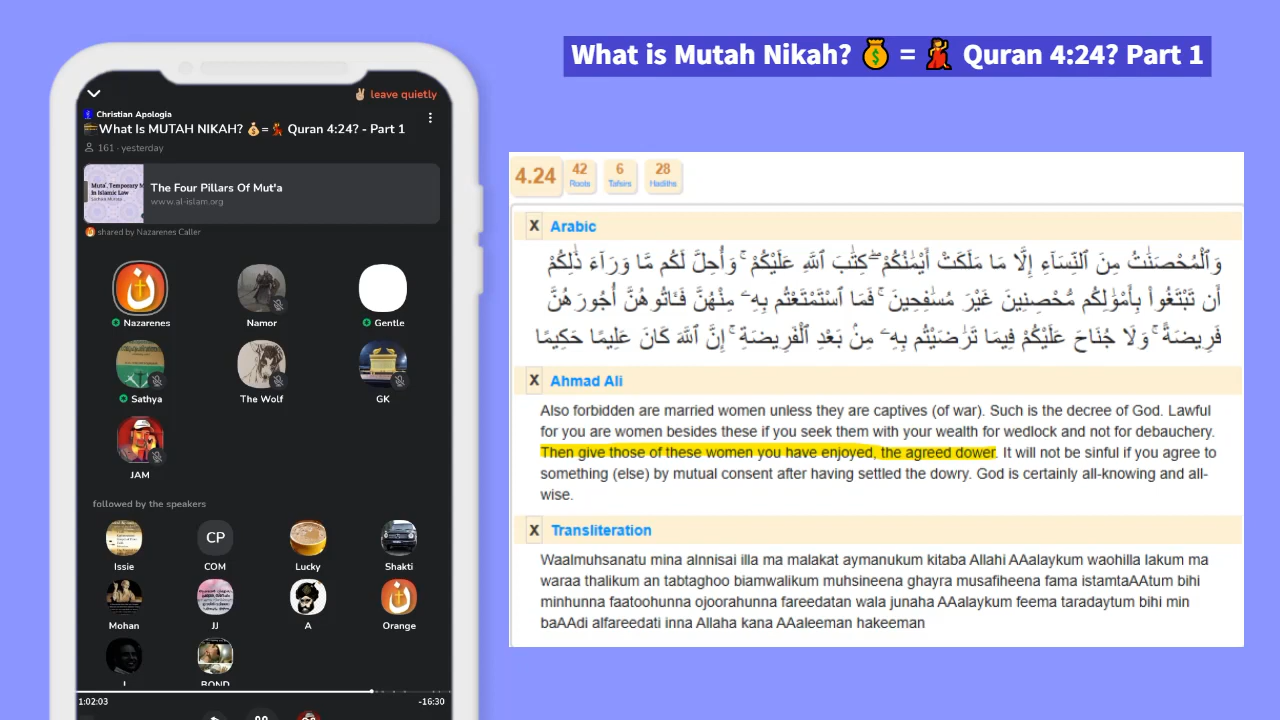 What is Mutah Nikah? 💰 = 💃 Quran 4:24? Part 1
✌🏼 leave quietly
Christian Apologia
What Is MUTAH NIKAH? 💰=💃 Quran 4:24? - Part 1
161 · yesterday
Muta', Temporary M
In Islamic Law
Sachiko Murata
The Four Pillars Of Mut'a
www.al-islam.org
shared by Nazarenes Caller
Nazarenes Namor Gentle
Sathya The Wolf GK
JAM
followed by the speakers
CP
Issie COM Lucky Shakti
Mohan JJ A Orange
BOND
1:02:03 -16:30
4.24 42 Roots 6 Tafsirs 28 Hadiths
X Arabic
وَٱلْمُحْصَنَٰتُ مِنَ ٱلنِّسَآءِ إِلَّا مَا مَلَكَتْ أَيْمَٰنُكُمْ ۖ كِتَٰبَ ٱللَّهِ عَلَيْكُمْ ۚ وَأُحِلَّ لَكُم مَّا وَرَآءَ ذَٰلِكُمْ
أَن تَبْتَغُوا۟ بِأَمْوَٰلِكُم مُّحْصِنِينَ غَيْرَ مُسَٰفِحِينَ ۚ فَمَا ٱسْتَمْتَعْتُم بِهِۦ مِنْهُنَّ فَـَٔاتُوهُنَّ أُجُورَهُنَّ
فَرِيضَةً ۚ وَلَا جُنَاحَ عَلَيْكُمْ فِيمَا تَرَٰضَيْتُم بِهِۦ مِنۢ بَعْدِ ٱلْفَرِيضَةِ ۚ إِنَّ ٱللَّهَ كَانَ عَلِيمًا حَكِيمًا
X Ahmad Ali
Also forbidden are married women unless they are captives (of war). Such is the decree of God. Lawful
for you are women besides these if you seek them with your wealth for wedlock and not for debauchery.
Then give those of these women you have enjoyed, the agreed dower. It will not be sinful if you agree to
something (else) by mutual consent after having settled the dowry. God is certainly all-knowing and all-
wise.
X Transliteration
Waalmuhsanatu mina alnnisai illa ma malakat aymanukum kitaba Allahi AAalaykum waohilla lakum ma
waraa thalikum an tabtaghoo biamwalikum muhsineena ghayra musafiheena fama istamtaAAtum bihi
minhunna faatoohunna ojoorahunna fareedatan wala junaha AAalaykum feema taradaytum bihi min
baAAdi alfareedati inna Allaha kana AAaleeman hakeeman